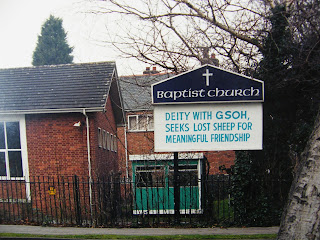 Baptist Church
DEITY WITH GSOH,
SEEKS LOST SHEEP FOR
MEANINGFUL FRIENDSHIP